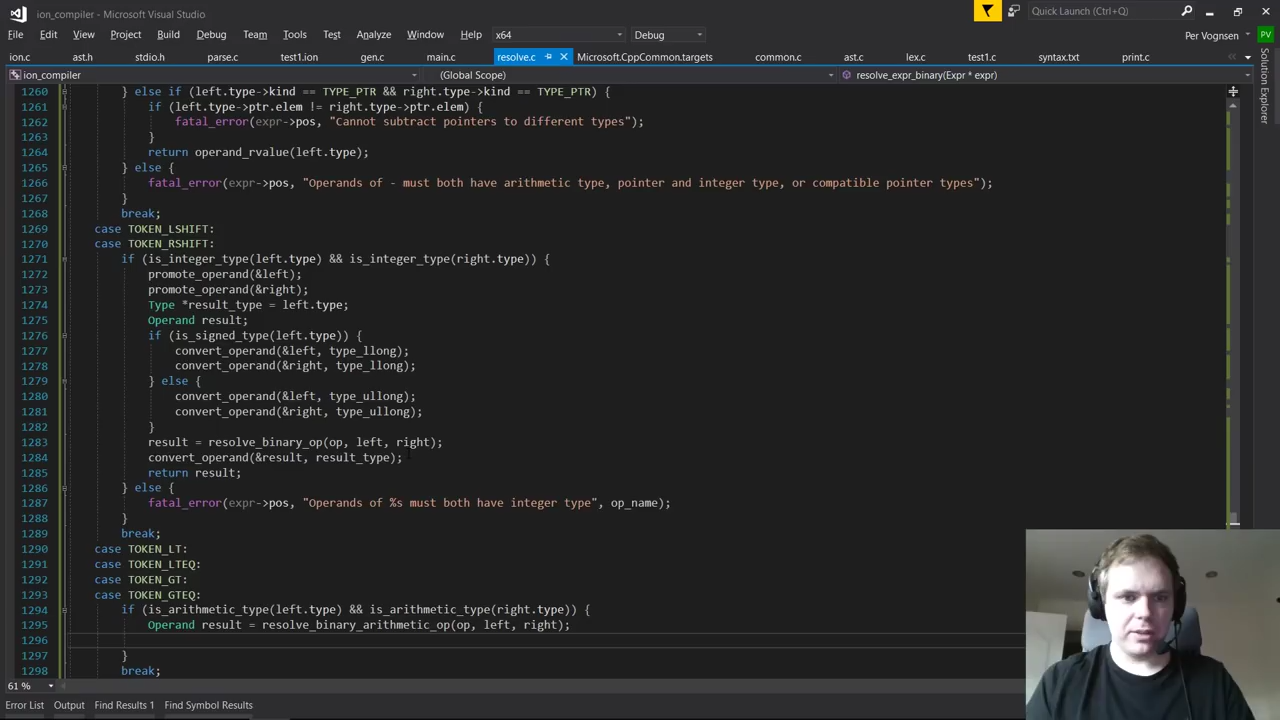 ion_compiler - Microsoft Visual Studio
Quick Launch (Ctrl+Q)
File Edit View Project Build Debug Team Tools Test Analyze Window Help x64 Debug
Per Vognsen PV
ion.c ast.h stdio.h parse.c test1.ion gen.c main.c resolve.c Microsoft.CppCommon.targets common.c ast.c lex.c test1.c syntax.txt print.c
ion_compiler (Global Scope) resolve_expr_binary(Expr * expr)
Solution Explorer
1260 } else if (left.type->kind == TYPE_PTR && right.type->kind == TYPE_PTR) {
1261 if (left.type->ptr.elem != right.type->ptr.elem) {
1262 fatal_error(expr->pos, "Cannot subtract pointers to different types");
1263 }
1264 return operand_rvalue(left.type);
1265 } else {
1266 fatal_error(expr->pos, "Operands of - must both have arithmetic type, pointer and integer type, or compatible pointer types");
1267 }
1268 break;
1269 case TOKEN_LSHIFT:
1270 case TOKEN_RSHIFT:
1271 if (is_integer_type(left.type) && is_integer_type(right.type)) {
1272 promote_operand(&left);
1273 promote_operand(&right);
1274 Type *result_type = left.type;
1275 Operand result;
1276 if (is_signed_type(left.type)) {
1277 convert_operand(&left, type_llong);
1278 convert_operand(&right, type_llong);
1279 } else {
1280 convert_operand(&left, type_ullong);
1281 convert_operand(&right, type_ullong);
1282 }
1283 result = resolve_binary_op(op, left, right);
1284 convert_operand(&result, result_type);
1285 return result;
1286 } else {
1287 fatal_error(expr->pos, "Operands of %s must both have integer type", op_name);
1288 }
1289 break;
1290 case TOKEN_LT:
1291 case TOKEN_LTEQ:
1292 case TOKEN_GT:
1293 case TOKEN_GTEQ:
1294 if (is_arithmetic_type(left.type) && is_arithmetic_type(right.type)) {
1295 Operand result = resolve_binary_arithmetic_op(op, left, right);
1296
1297 }
1298 break;
61 %
Error List Output Find Results 1 Find Symbol Results